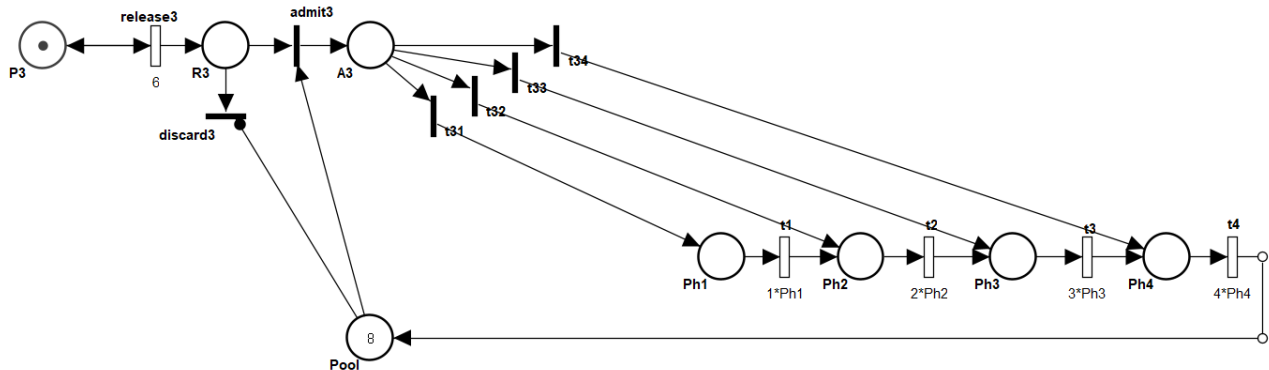 release3
admit3
P3
6
R3
A3
t34
t33
t32
t31
discard3
t1
t2
t3
t4
Ph1
1*Ph1
Ph2
2*Ph2
Ph3
3*Ph3
Ph4
4*Ph4
8
Pool